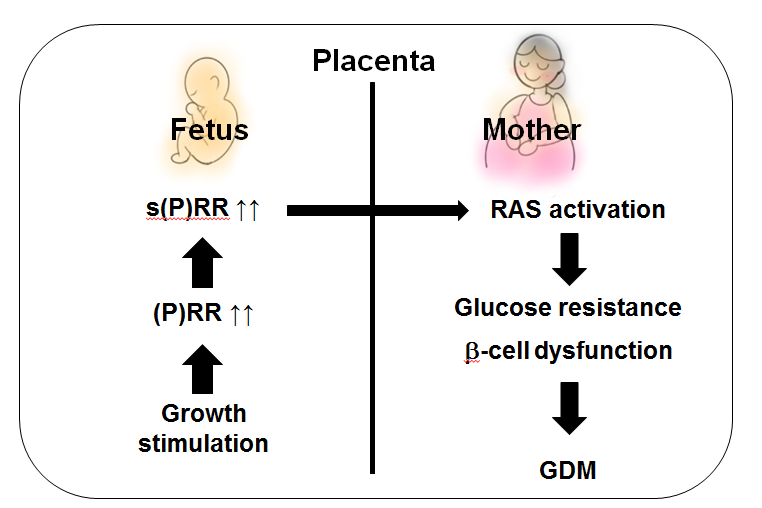 Placenta
Fetus
Mother
s(P)RR ↑↑
RAS activation
(P)RR ↑↑
Glucose resistance
β-cell dysfunction
Growth
stimulation
GDM